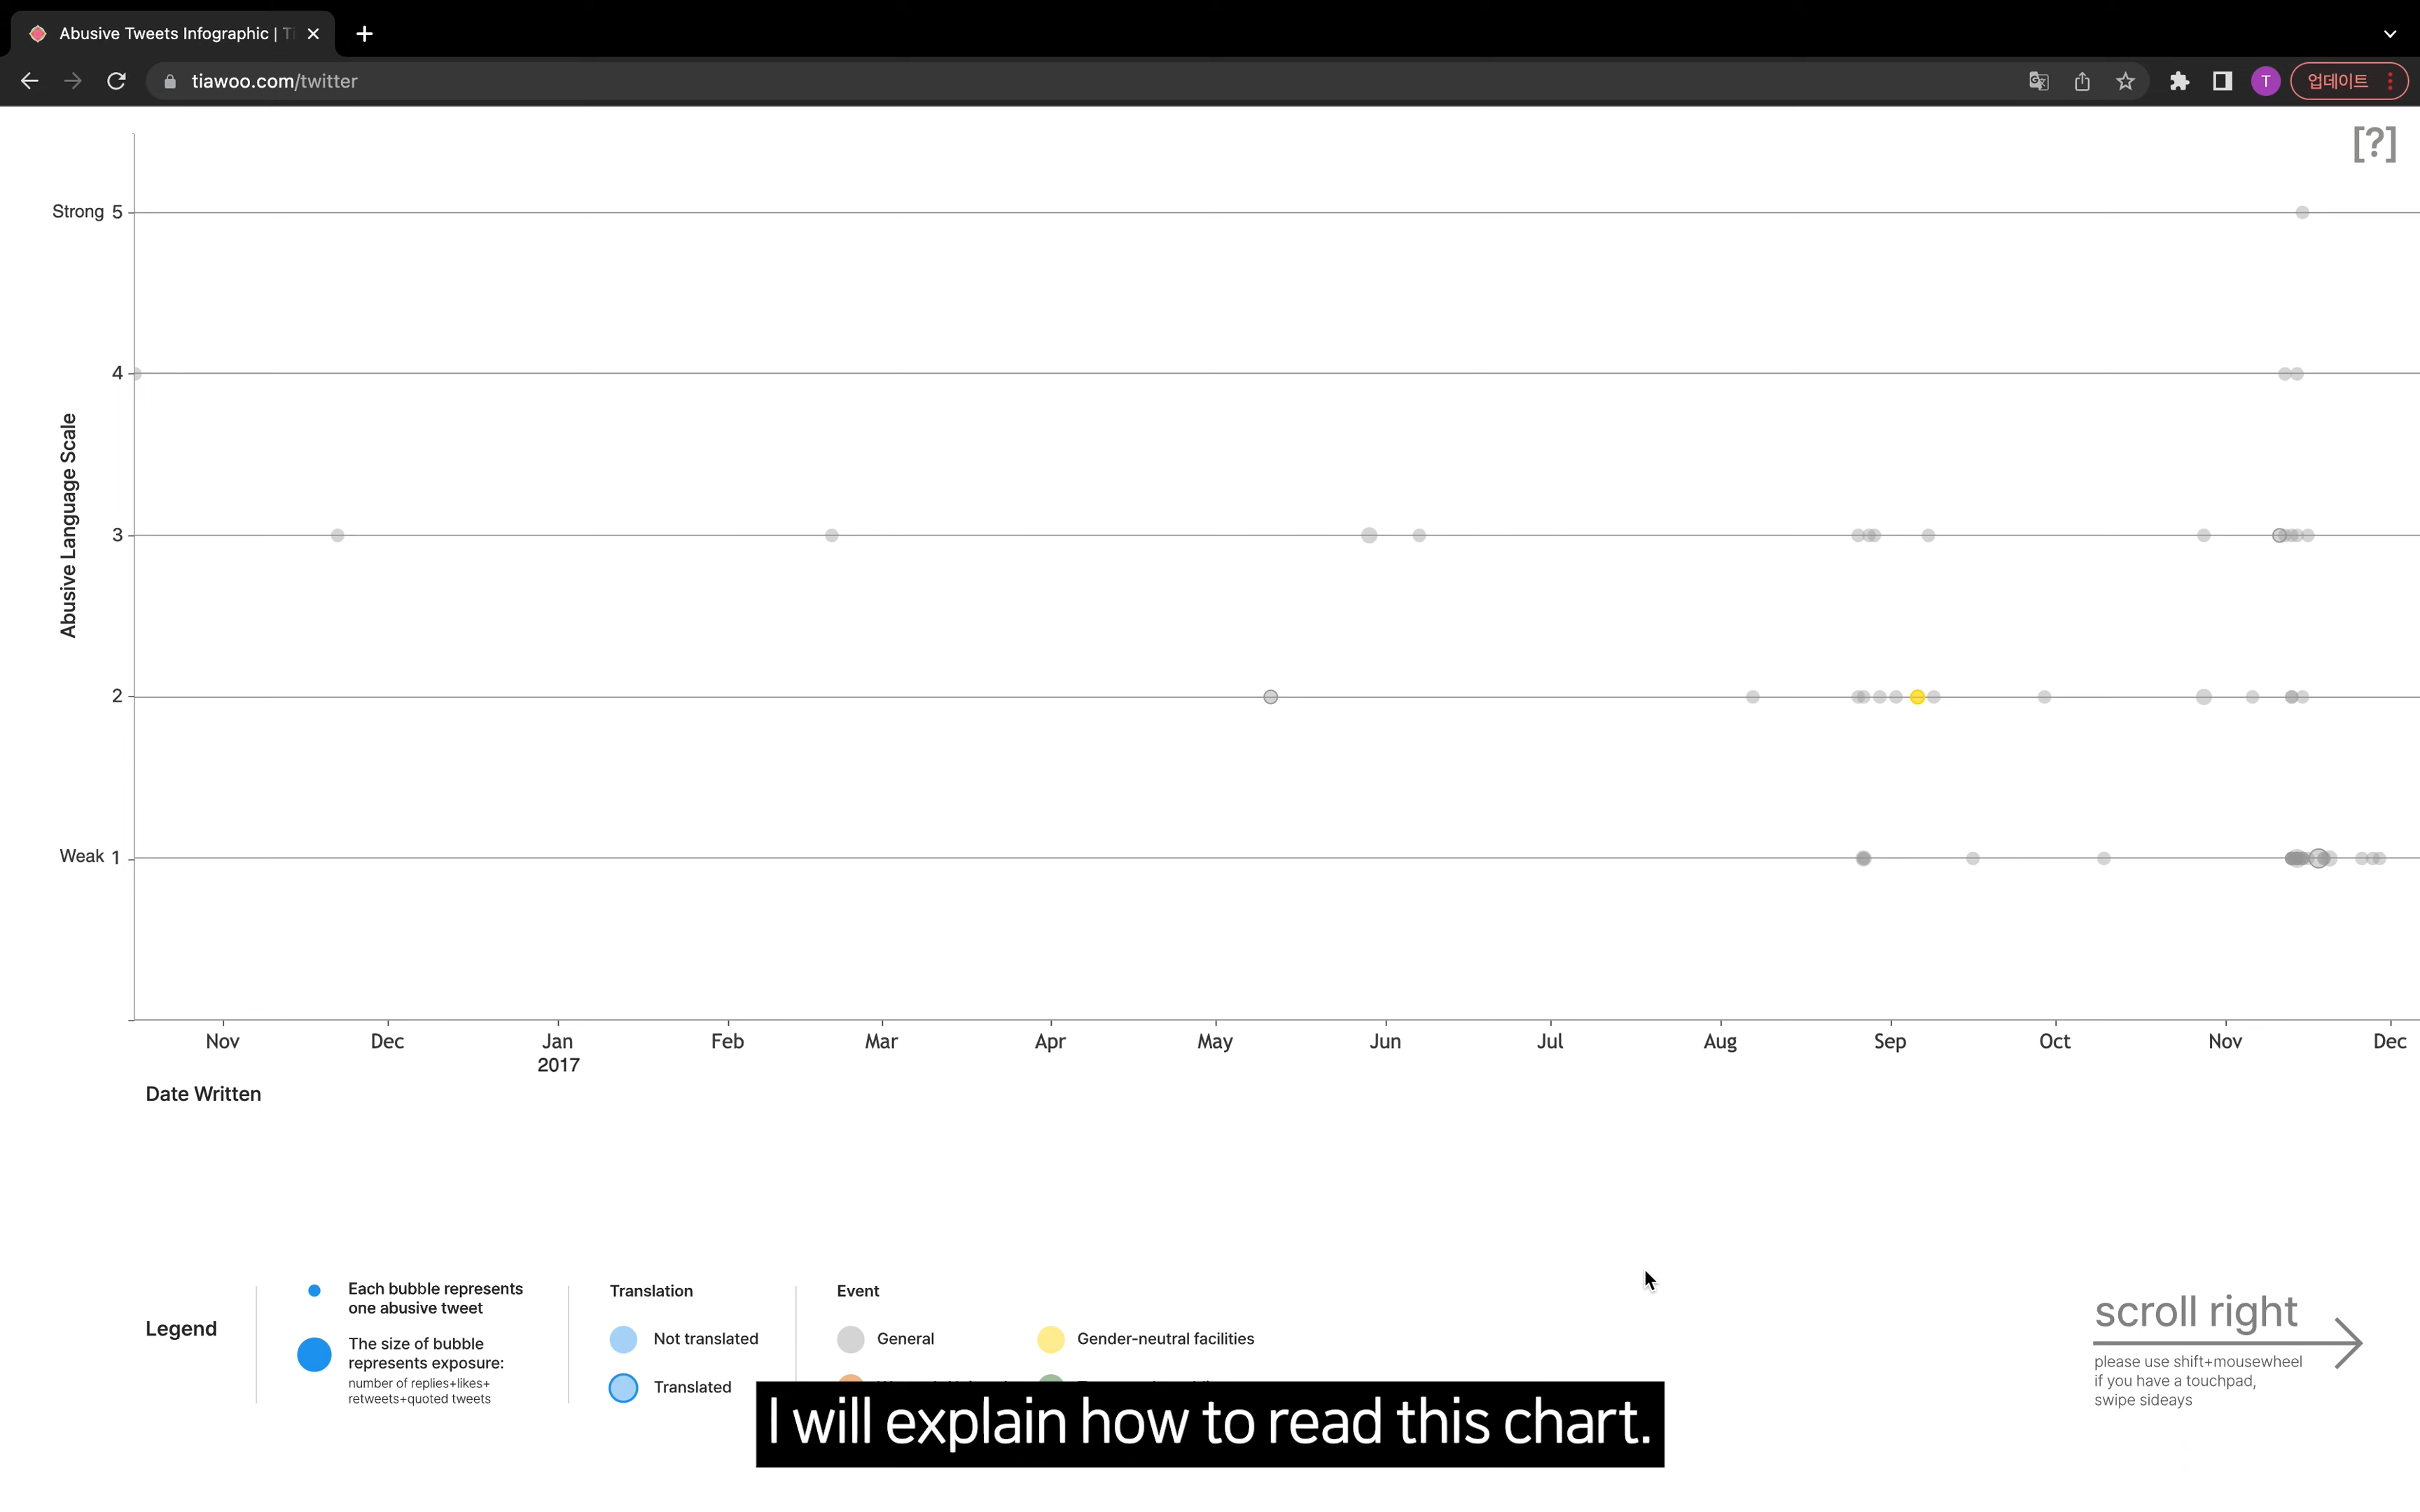 Abusive Tweets Infographic | Ti
tiawoo.com/twitter
T
업데이트
[?]
Strong 5
4
Abusive Language Scale
3
2
Weak 1
Nov Dec Jan Feb Mar Apr May Jun Jul Aug Sep Oct Nov Dec
2017
Date Written
Legend
Each bubble represents
one abusive tweet
The size of bubble
represents exposure:
number of replies+likes+
retweets+quoted tweets
Translation
Not translated
Translated
Event
General
Gender-neutral facilities
scroll right
please use shift+mousewheel
if you have a touchpad,
swipe sideays
I will explain how to read this chart.